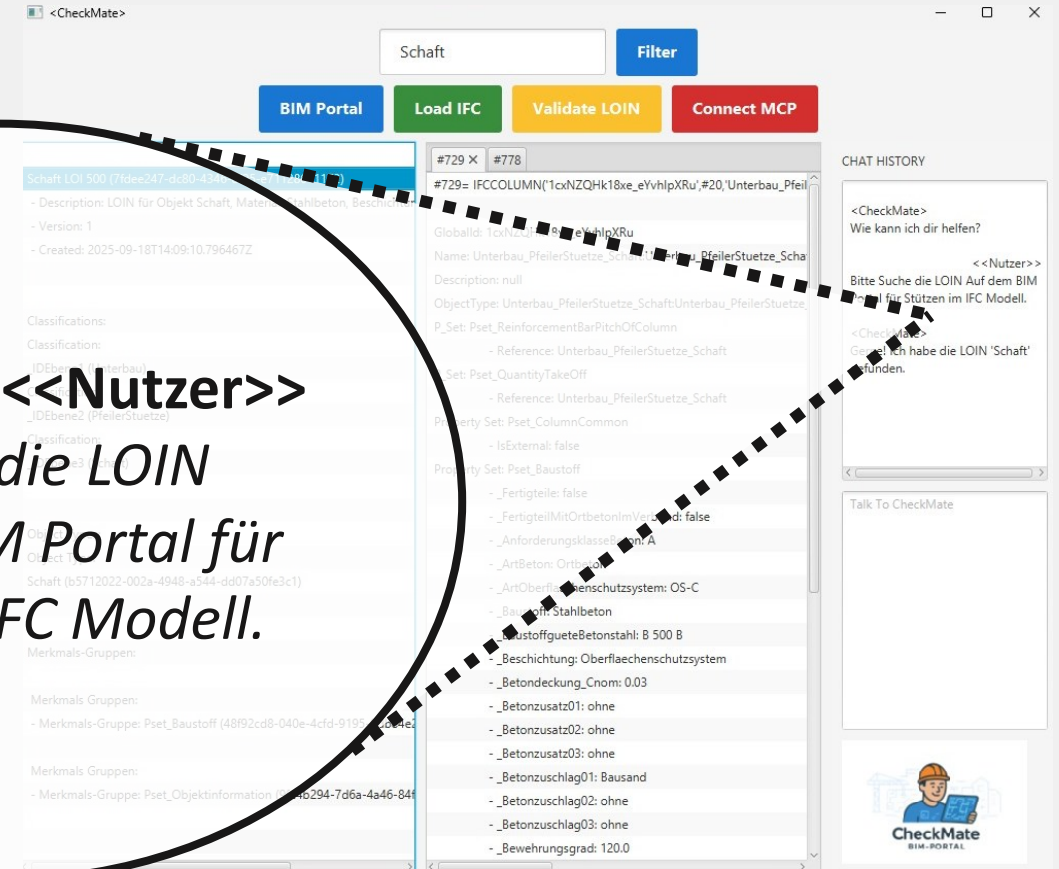 <CheckMate>
Schaft
Filter
BIM Portal
Load IFC
Validate LOIN
Connect MCP
Schaft LOI 500 (7fdee247-dc80-
- Description: LOIN für Objekt Schaft, Material Stahlbeton,
- Version: 1
- Created: 2025-09-18T14:09:10.796467Z
Classifications:
Classification:
_IDEbene1 (Unterbau)
_IDEbene2 (PfeilerStuetze)
Classification:
Schaft (b5712022-002a-4948-a544-dd07a50fe3c1)
Merkmals-Gruppen:
Merkmals Gruppen:
- Merkmals-Gruppe: Pset_Baustoff (48f92cd8-040e-4cfd-9195-
Merkmals Gruppen:
- Merkmals-Gruppe: Pset_Objektinformation
<<Nutzer>>
die LOIN
M Portal für
FC Modell.
#729 ✕ #778
#729= IFCCOLUMN('1cxNZQHk18xe_eYvhIpXRu',#20,'Unterbau_Pfeil
GlobalId: eYvhIpXRu
Name: Unterbau_PfeilerStuetze_Schaft:Unterbau_PfeilerStuetze_Scha
Description: null
ObjectType: Unterbau_PfeilerStuetze_Schaft:Unterbau_PfeilerStuetze_
P_Set: Pset_ReinforcementBarPitchOfColumn
- Reference: Unterbau_PfeilerStuetze_Schaft
Set: Pset_QuantityTakeOff
- Reference: Unterbau_PfeilerStuetze_Schaft
Property Set: Pset_ColumnCommon
- IsExternal: false
Property Set: Pset_Baustoff
- _Fertigteile: false
- _FertigteilMitOrtbetonImVerbund: false
- _AnforderungsklasseBeton: A
- _ArtBeton: Ortbeton
- _ArtOberflaechenschutzsystem: OS-C
- _Baustoff: Stahlbeton
- _BaustoffgueteBetonstahl: B 500 B
- _Beschichtung: Oberflaechenschutzsystem
- _Betondeckung_Cnom: 0.03
- _Betonzusatz01: ohne
- _Betonzusatz02: ohne
- _Betonzusatz03: ohne
- _Betonzuschlag01: Bausand
- _Betonzuschlag02: ohne
- _Betonzuschlag03: ohne
- _Bewehrungsgrad: 120.0
CHAT HISTORY
<CheckMate>
Wie kann ich dir helfen?
<<Nutzer>>
Bitte Suche die LOIN Auf dem BIM
Portal für Stützen im IFC Modell.
<CheckMate>
Gerne! Ich habe die LOIN 'Schaft'
gefunden.
Talk To CheckMate
CheckMate
BIM-PORTAL